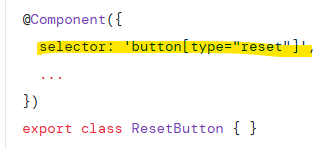 @Component({
selector: 'button[type="reset"]',
...
})
export class ResetButton { }